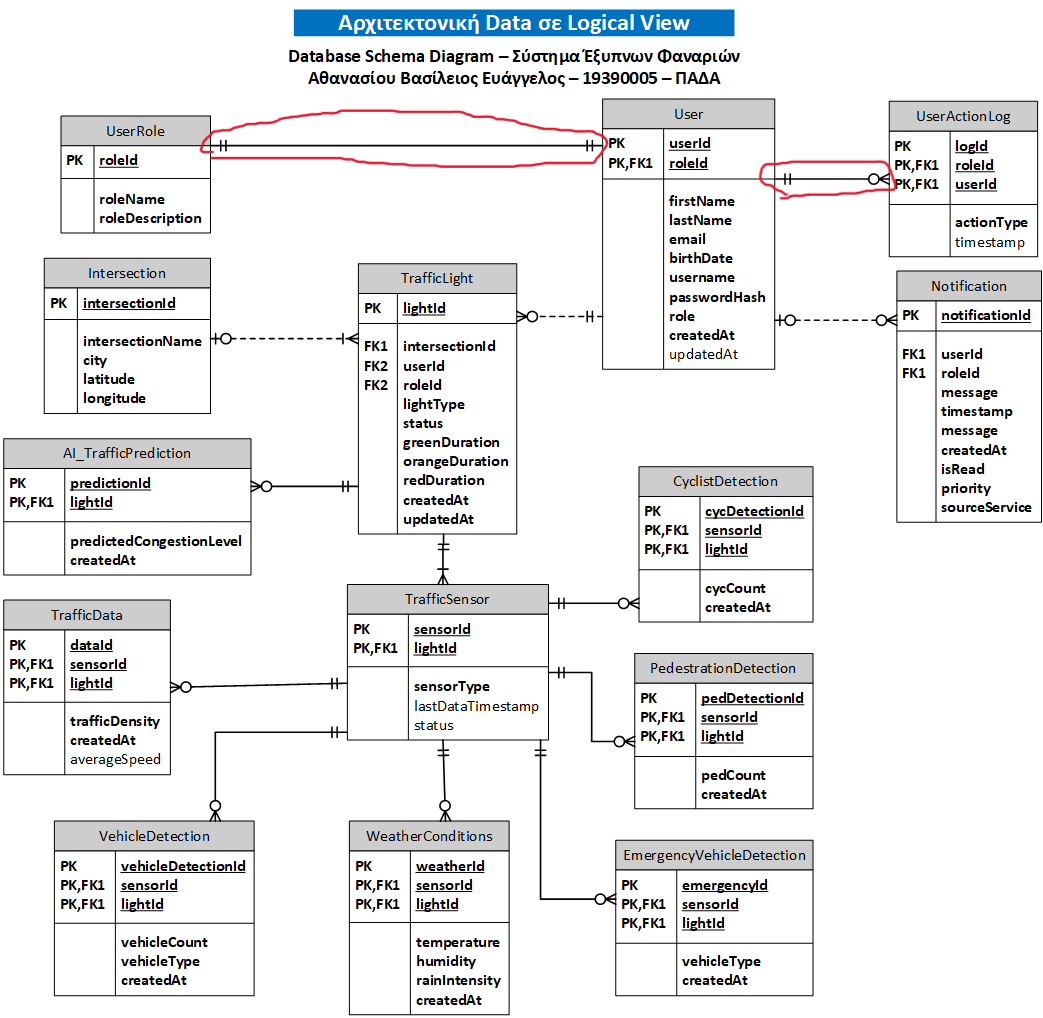 Αρχιτεκτονική Data σε Logical View
Database Schema Diagram – Σύστημα Έξυπνων Φαναριών
Αθανασίου Βασίλειος Ευάγγελος – 19390005 – ΠΑΔΑ
UserRole
PK roleId
roleName
roleDescription
User
PK userId
PK,FK1 roleId
firstName
lastName
email
birthDate
username
passwordHash
role
createdAt
updatedAt
UserActionLog
PK logId
PK,FK1 roleId
PK,FK1 userId
actionType
timestamp
Intersection
PK intersectionId
intersectionName
city
latitude
longitude
TrafficLight
PK lightId
FK1 intersectionId
FK2 userId
FK2 roleId
lightType
status
greenDuration
orangeDuration
redDuration
createdAt
updatedAt
Notification
PK notificationId
FK1 userId
FK1 roleId
message
timestamp
message
createdAt
isRead
priority
sourceService
AI_TrafficPrediction
PK predictionId
PK,FK1 lightId
predictedCongestionLevel
createdAt
CyclistDetection
PK cycDetectionId
PK,FK1 sensorId
PK,FK1 lightId
cycCount
createdAt
TrafficData
PK dataId
PK,FK1 sensorId
PK,FK1 lightId
trafficDensity
createdAt
averageSpeed
TrafficSensor
PK sensorId
PK,FK1 lightId
sensorType
lastDataTimestamp
status
PedestrationDetection
PK pedDetectionId
PK,FK1 sensorId
PK,FK1 lightId
pedCount
createdAt
VehicleDetection
PK vehicleDetectionId
PK,FK1 sensorId
PK,FK1 lightId
vehicleCount
vehicleType
createdAt
WeatherConditions
PK weatherId
PK,FK1 sensorId
PK,FK1 lightId
temperature
humidity
rainIntensity
createdAt
EmergencyVehicleDetection
PK emergencyId
PK,FK1 sensorId
PK,FK1 lightId
vehicleType
createdAt